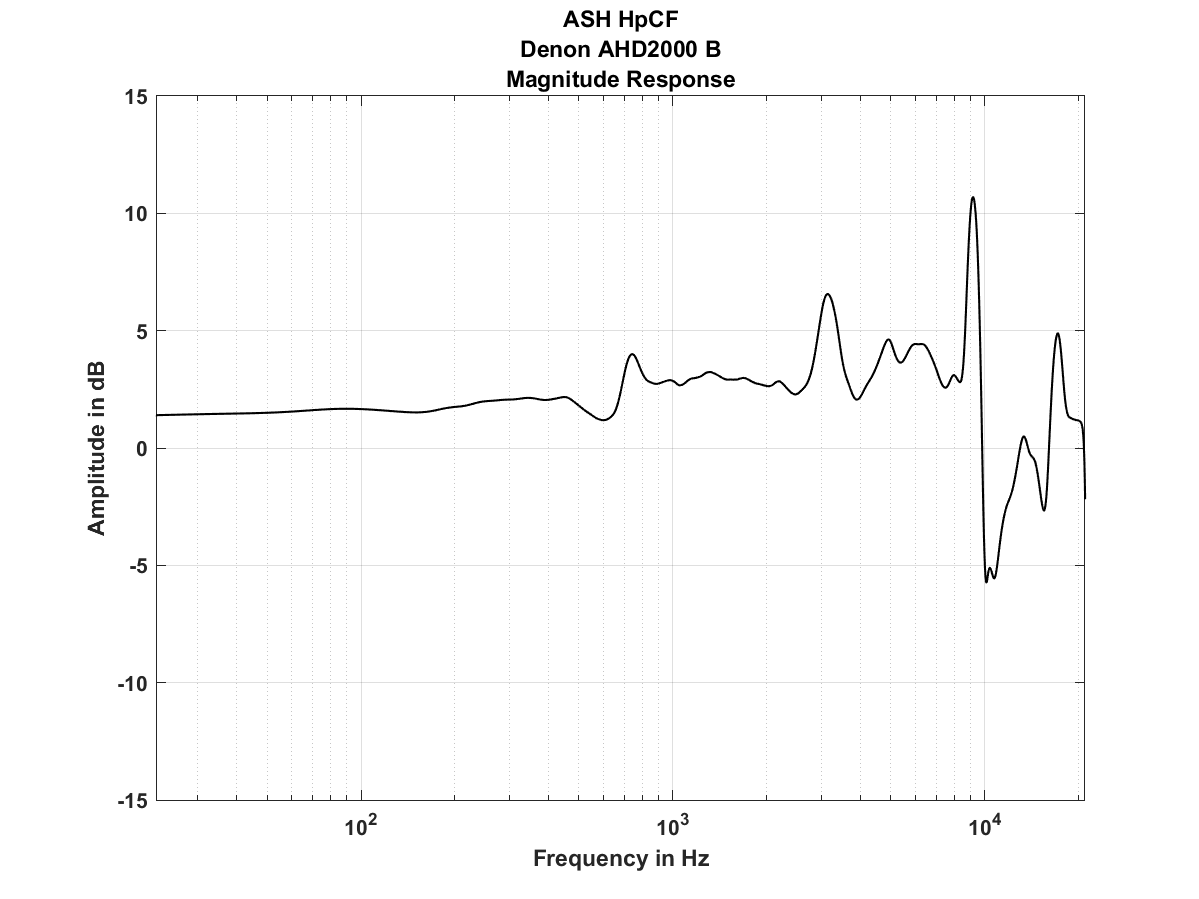 ASH HpCF
Denon AHD2000 B
Magnitude Response
15
10
5
0
-5
-10
-15
Amplitude in dB
10²
10³
10⁴
Frequency in Hz